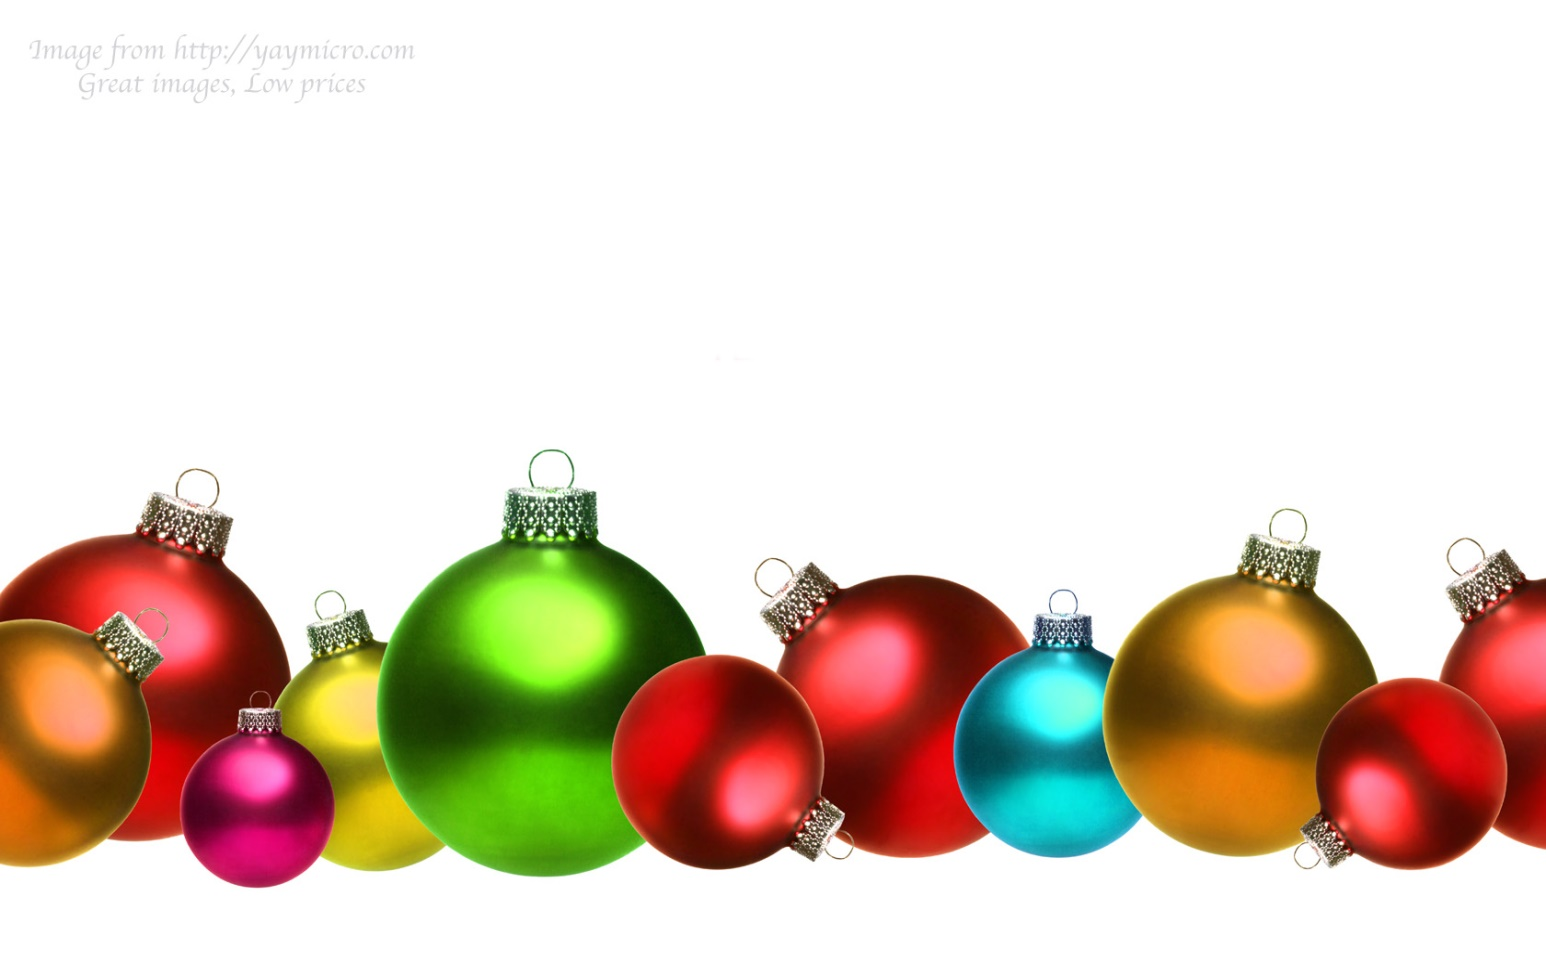 Image from http://yaymicro.com
Great images, Low prices